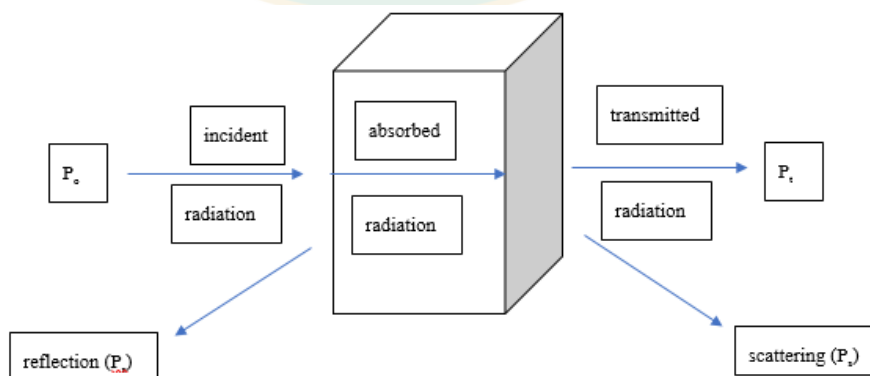 incident
absorbed
transmitted
Pₒ
Pₜ
radiation
radiation
radiation
reflection (Pᵣ)
scattering (Pₛ)